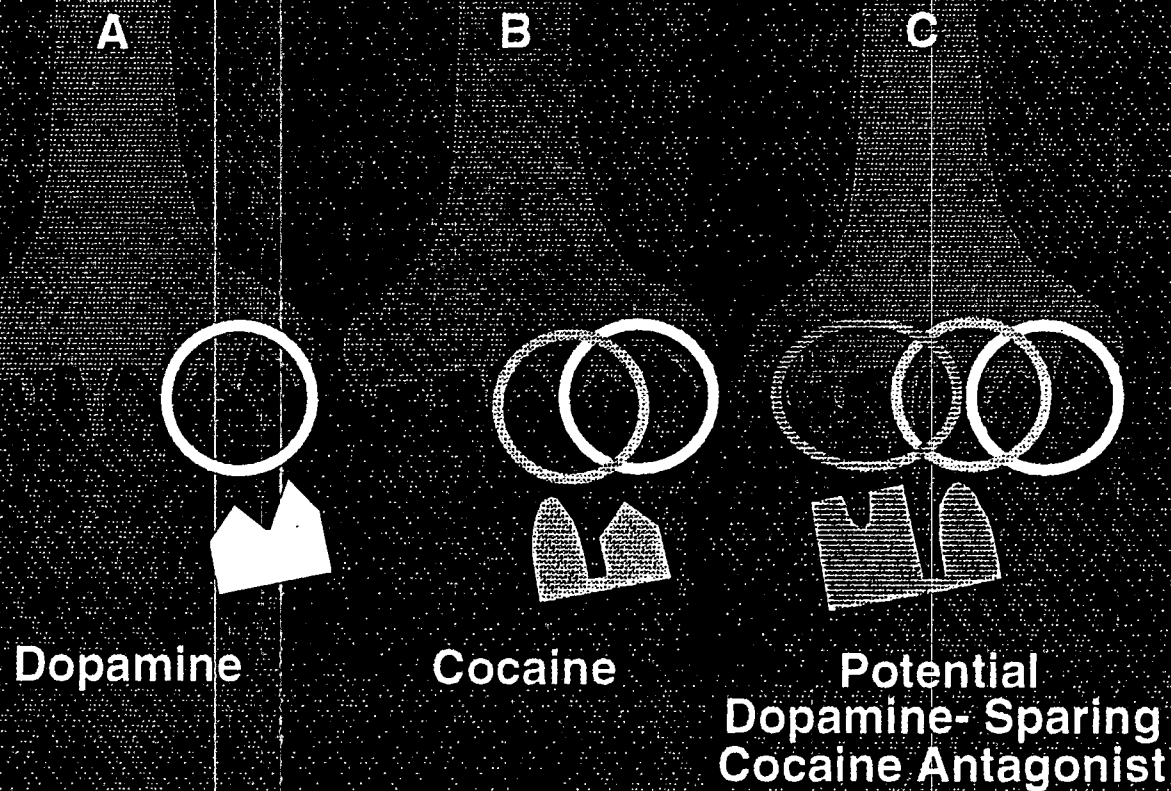 A B C
Dopamine
Cocaine
Potential
Dopamine- Sparing
Cocaine Antagonist